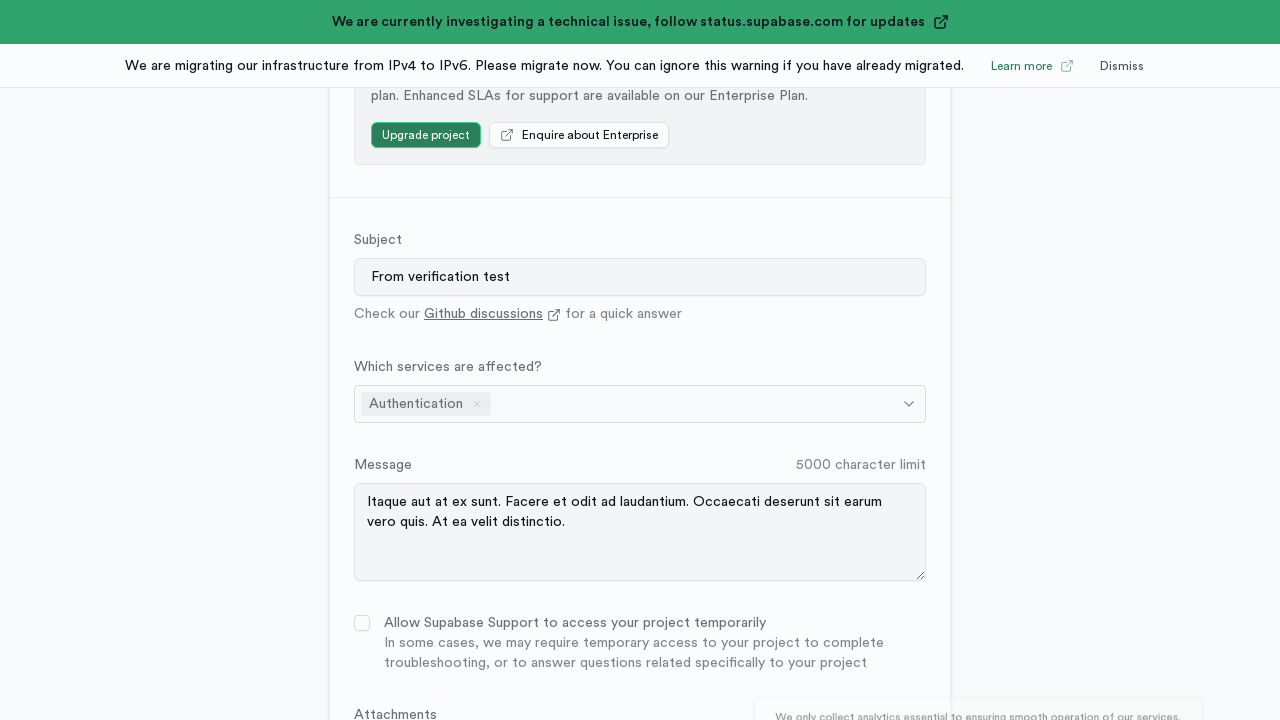 We are currently investigating a technical issue, follow status.supabase.com for updates
We are migrating our infrastructure from IPv4 to IPv6. Please migrate now. You can ignore this warning if you have already migrated.
Learn more
Dismiss
plan. Enhanced SLAs for support are available on our Enterprise Plan.
Upgrade project
Enquire about Enterprise
Subject
From verification test
Check our Github discussions for a quick answer
Which services are affected?
Authentication
Message
5000 character limit
Itaque aut at ex sunt. Facere et odit ad laudantium. Occaecati deserunt sit earum
vero quis. At ea velit distinctio.
Allow Supabase Support to access your project temporarily
In some cases, we may require temporary access to your project to complete
troubleshooting, or to answer questions related specifically to your project
Attachments
We only collect analytics essential to ensuring smooth operation of our services.